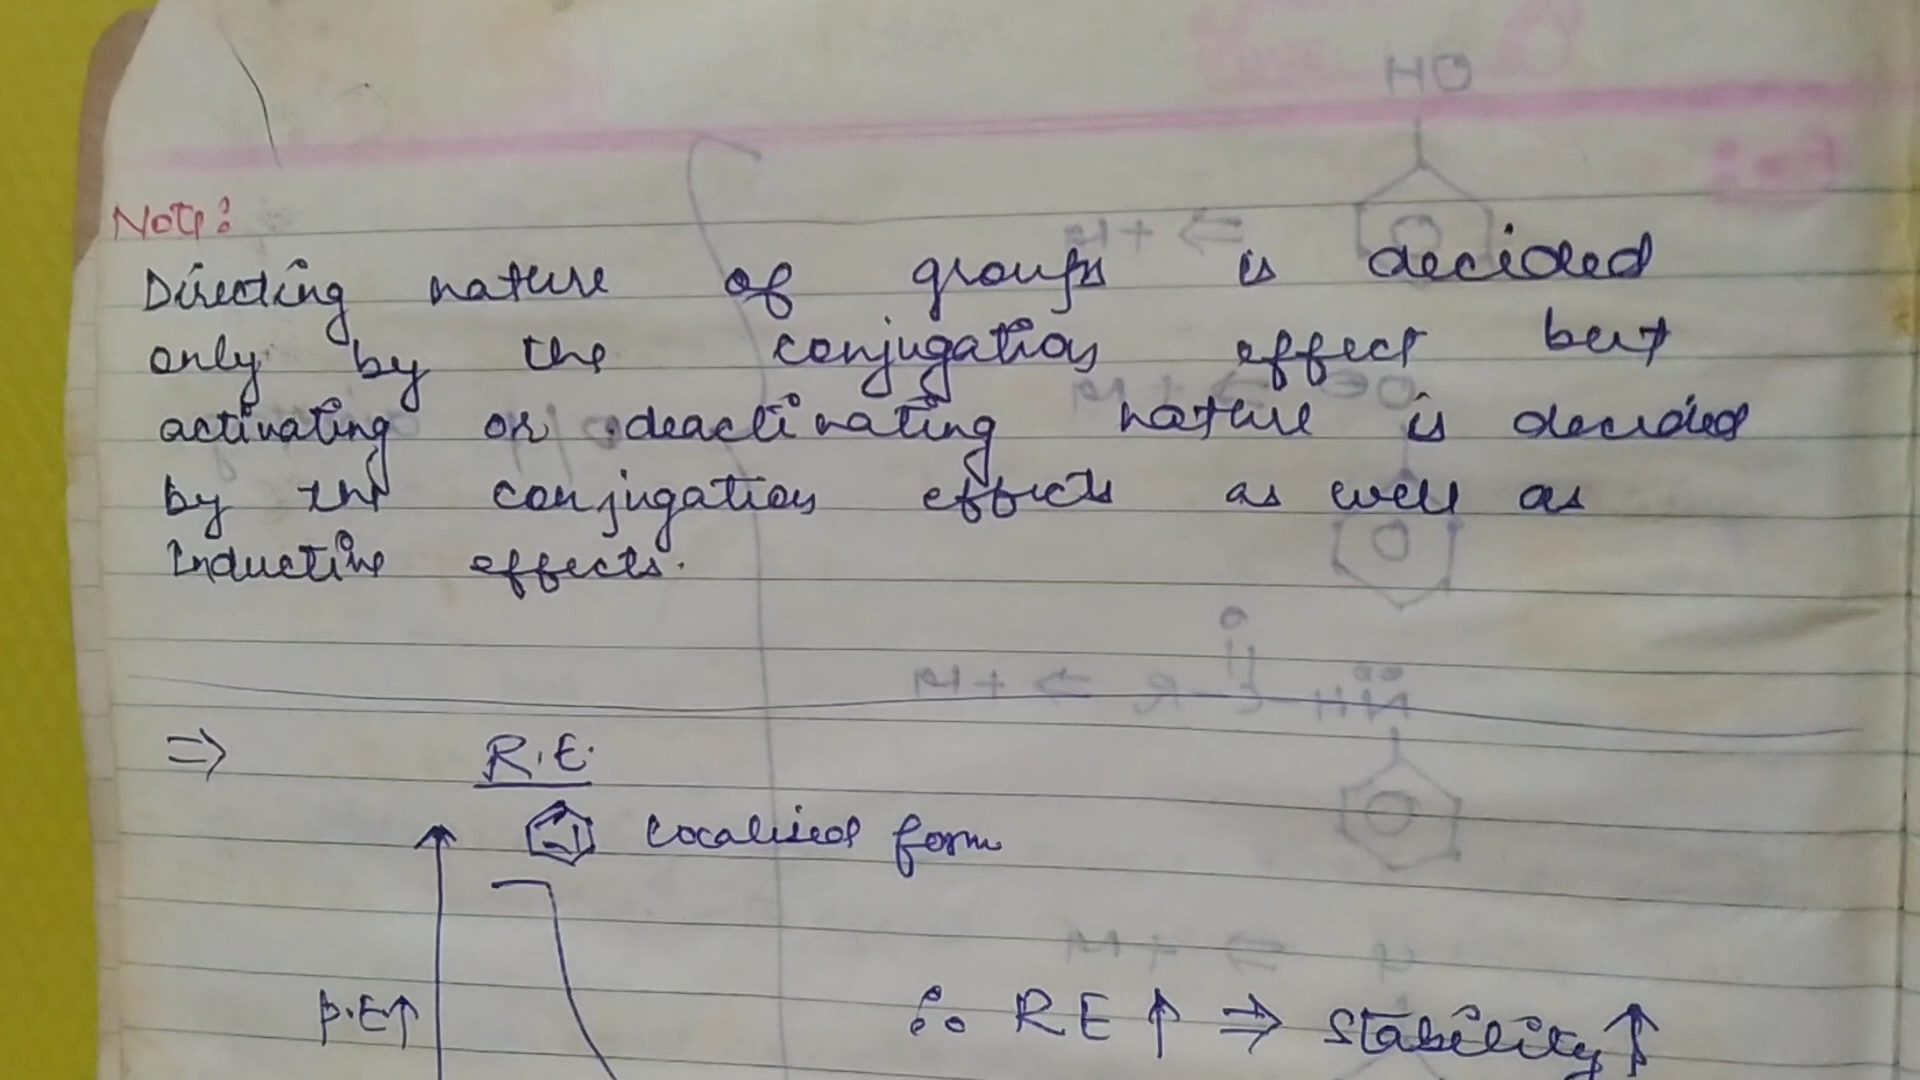 Note:
Directing nature of groups is decided
only by the conjugation effect but
activating or deactivating nature is decided
by the conjugation effects as well as
Inductive effects.
⇒ R.E.
Localised form
P.E↑
∴ RE ↑ ⇒ Stability ↑